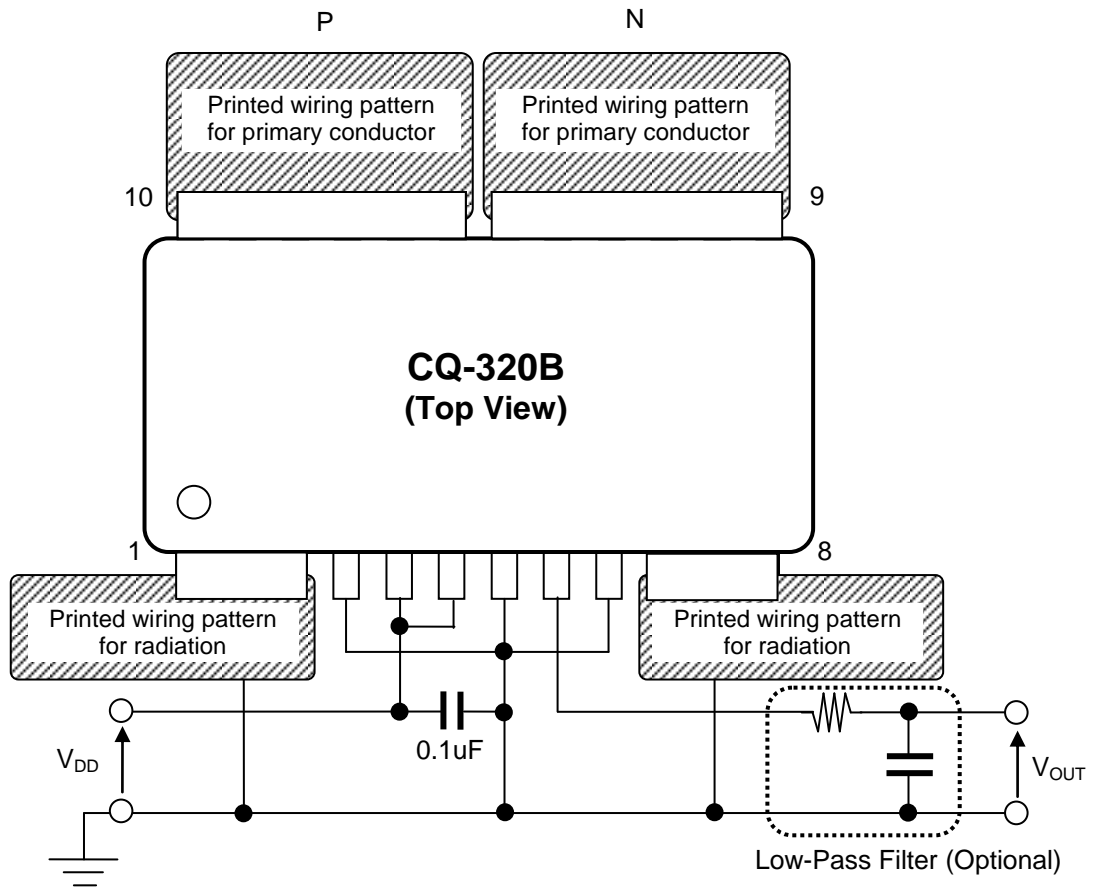 P
N
Printed wiring pattern
for primary conductor
Printed wiring pattern
for primary conductor
10
9
CQ-320B
(Top View)
1
8
Printed wiring pattern
for radiation
Printed wiring pattern
for radiation
0.1uF
VDD
VOUT
Low-Pass Filter (Optional)